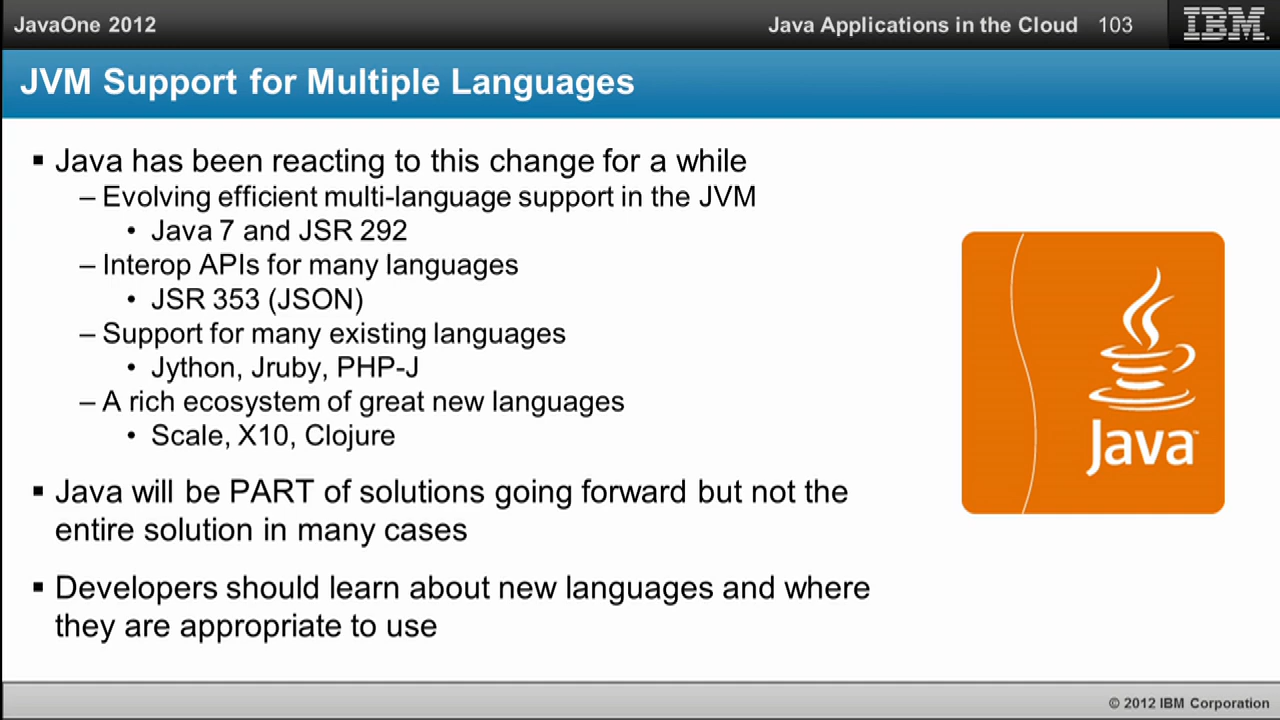 JavaOne 2012
Java Applications in the Cloud 103
IBM
JVM Support for Multiple Languages
▪ Java has been reacting to this change for a while
– Evolving efficient multi-language support in the JVM
• Java 7 and JSR 292
– Interop APIs for many languages
• JSR 353 (JSON)
– Support for many existing languages
• Jython, Jruby, PHP-J
– A rich ecosystem of great new languages
• Scale, X10, Clojure
▪ Java will be PART of solutions going forward but not the
entire solution in many cases
▪ Developers should learn about new languages and where
they are appropriate to use
Java™
© 2012 IBM Corporation